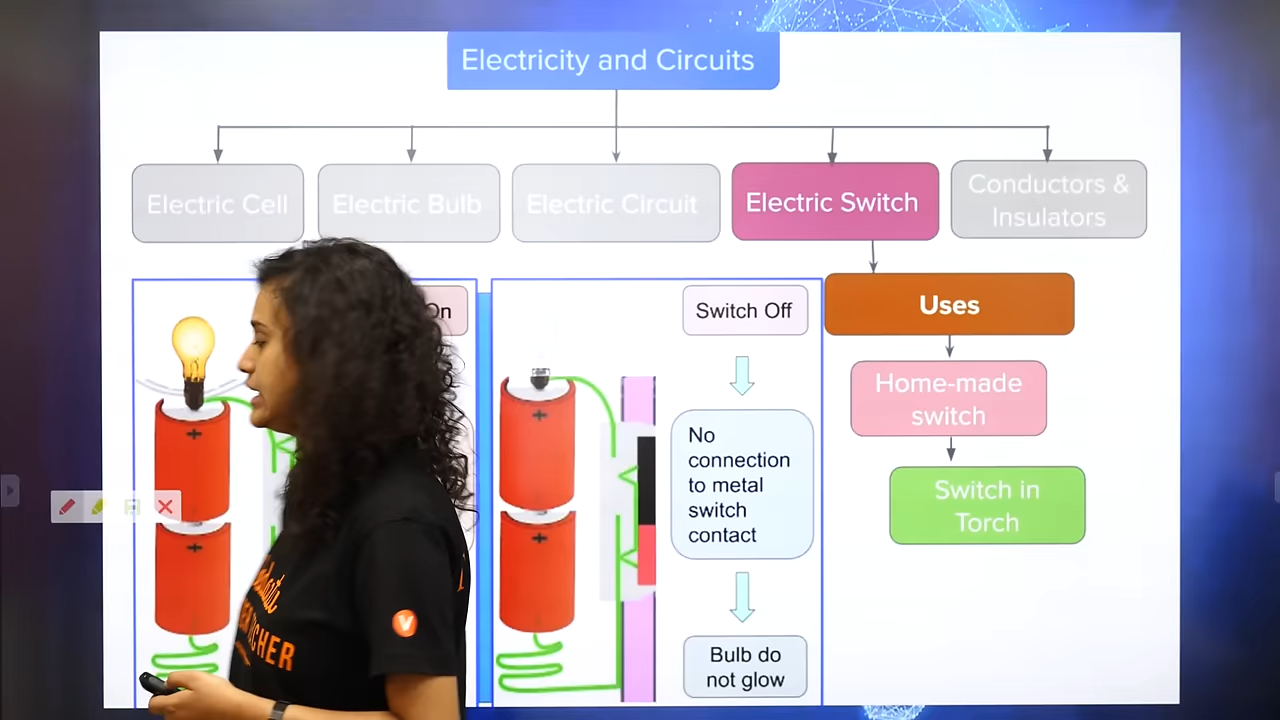 Electricity and Circuits
Electric Cell
Electric Bulb
Electric Circuit
Electric Switch
Conductors &
Insulators
On
Switch Off
Uses
Home-made
switch
No
connection
to metal
switch
contact
Switch in
Torch
Bulb do
not glow
+
+
+
+
V